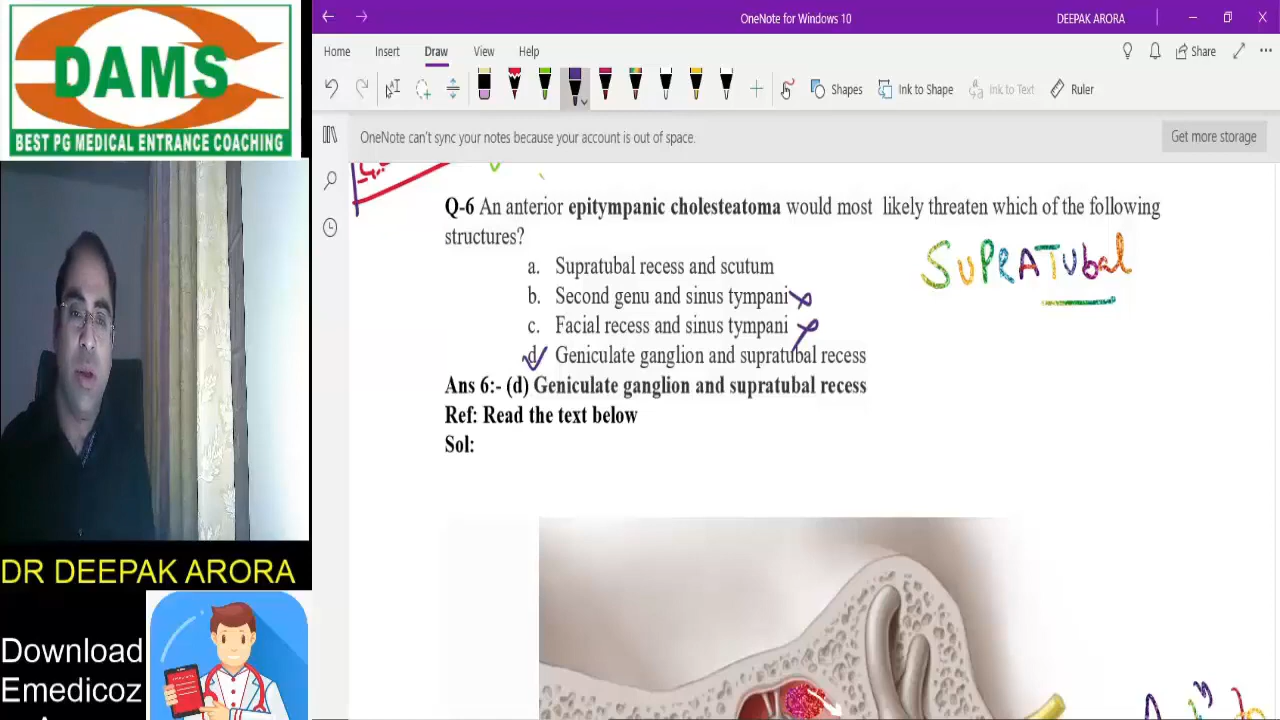 DAMS
BEST PG MEDICAL ENTRANCE COACHING
OneNote for Windows 10
DEEPAK ARORA
Home Insert Draw View Help
Share
Shapes
Ink to Shape
Ink to Text
Ruler
OneNote can't sync your notes because your account is out of space.
Get more storage
Q-6 An anterior epitympanic cholesteatoma would most likely threaten which of the following
structures?
SUPRATUbal
a. Supratubal recess and scutum
b. Second genu and sinus tympani
c. Facial recess and sinus tympani
d. Geniculate ganglion and supratubal recess
Ans 6:- (d) Geniculate ganglion and supratubal recess
Ref: Read the text below
Sol:
DR DEEPAK ARORA
Download
Emedicoz